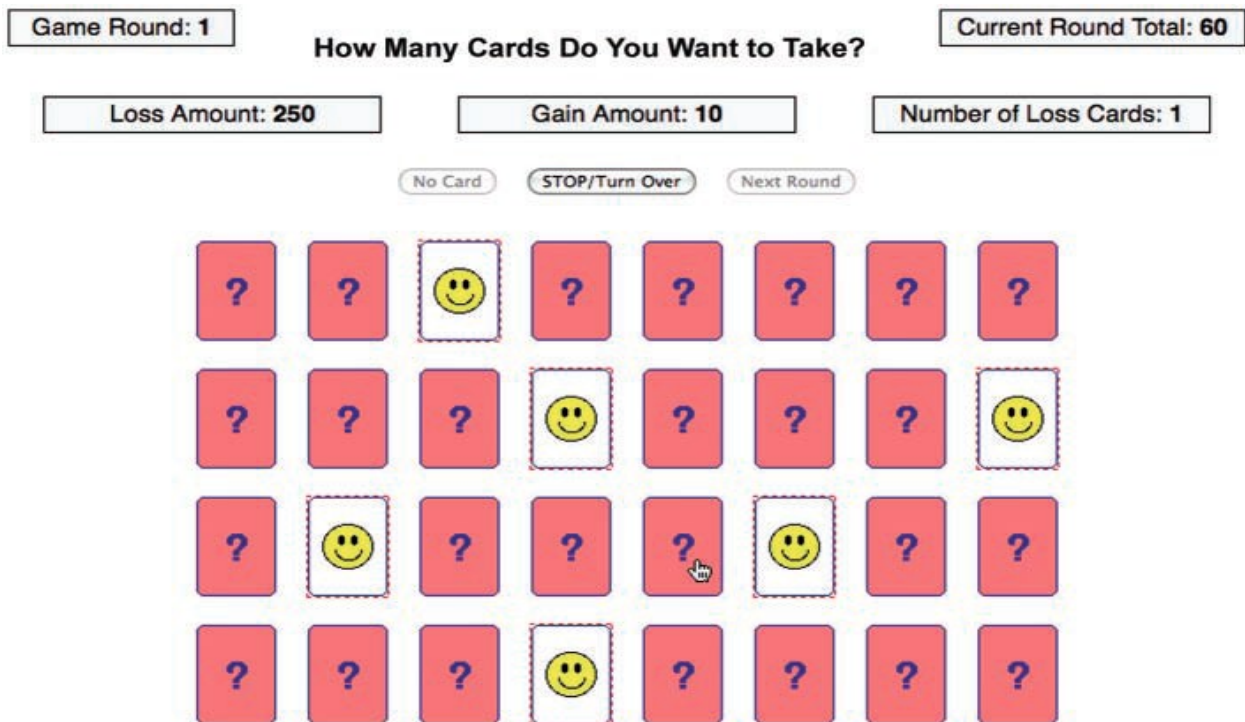 Game Round: 1
Current Round Total: 60
How Many Cards Do You Want to Take?
Loss Amount: 250
Gain Amount: 10
Number of Loss Cards: 1
No Card
STOP/Turn Over
Next Round
? ? ? ? ? ? ?
? ? ? ? ? ?
? ? ? ? ? ?
? ? ? ? ? ? ?